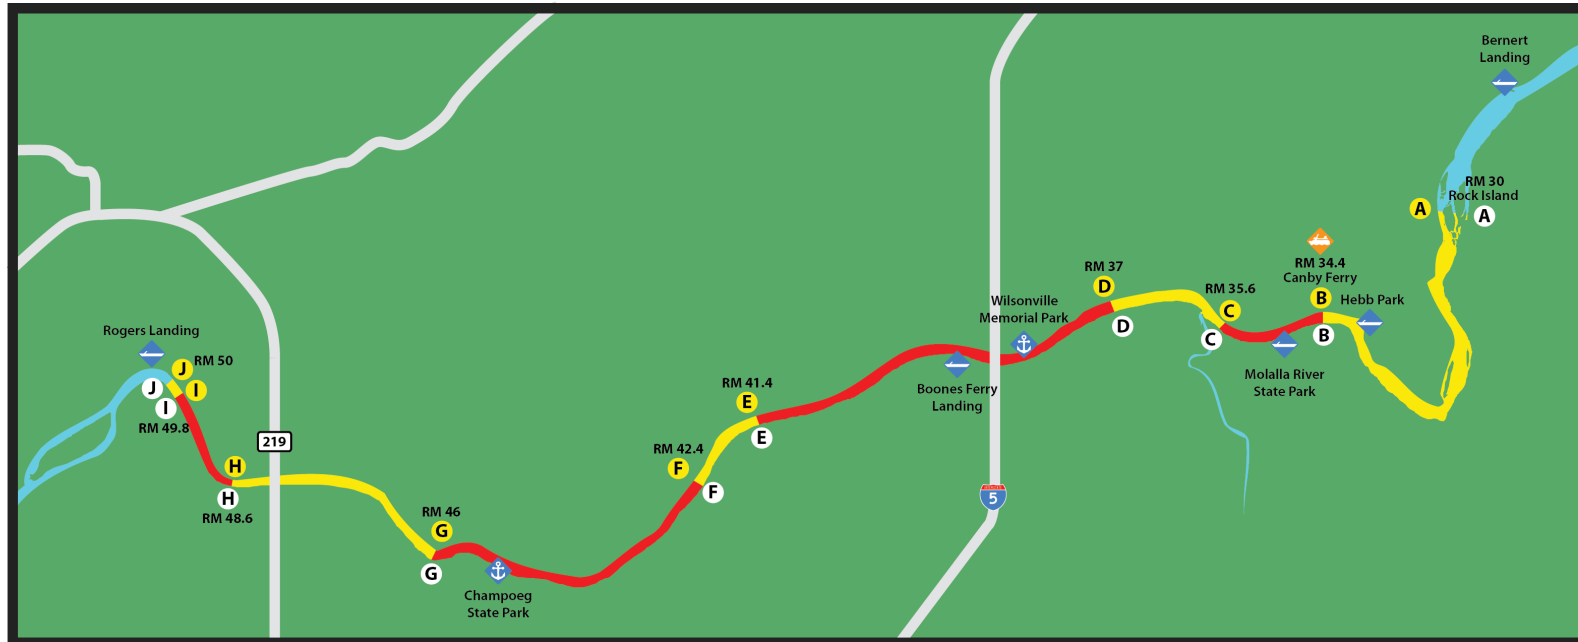 Bernert
Landing
RM 30
Rock Island
A
A
RM 34.4
Canby Ferry
B
Hebb Park
B
RM 35.6
C
C
Molalla River
State Park
RM 37
D
D
Wilsonville
Memorial Park
Boones Ferry
Landing
5
RM 41.4
E
E
RM 42.4
F
F
RM 46
G
G
Champoeg
State Park
219
H
H
RM 48.6
Rogers Landing
RM 50
J
J
I
I
RM 49.8